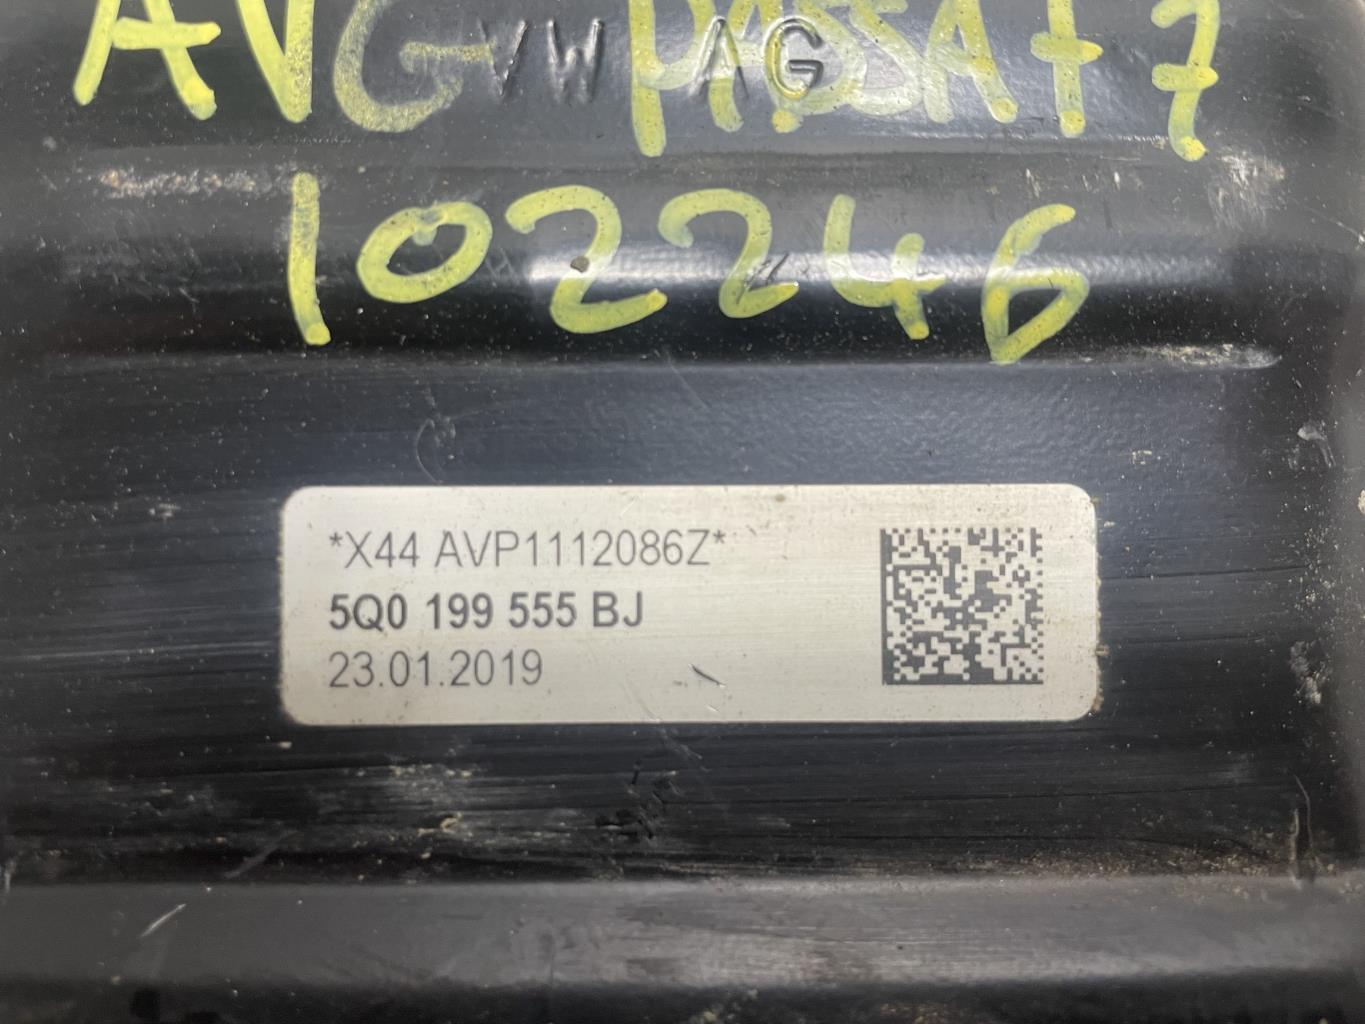 AVG VW AG PASSAT 7
102246
*X44 AVP1112086Z*
5Q0 199 555 BJ
23.01.2019